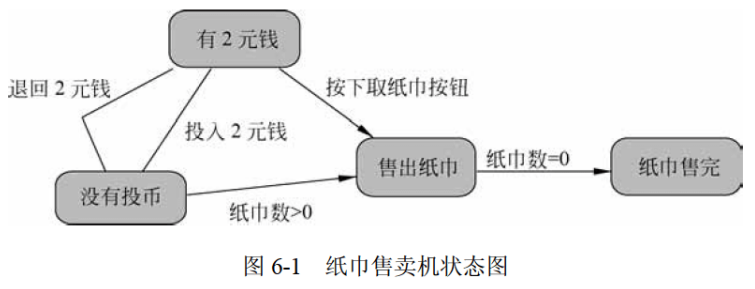 有 2 元钱
退回 2 元钱
按下取纸巾按钮
投入 2 元钱
售出纸巾
纸巾数=0
纸巾售完
没有投币
纸巾数>0
图 6-1 纸巾售卖机状态图